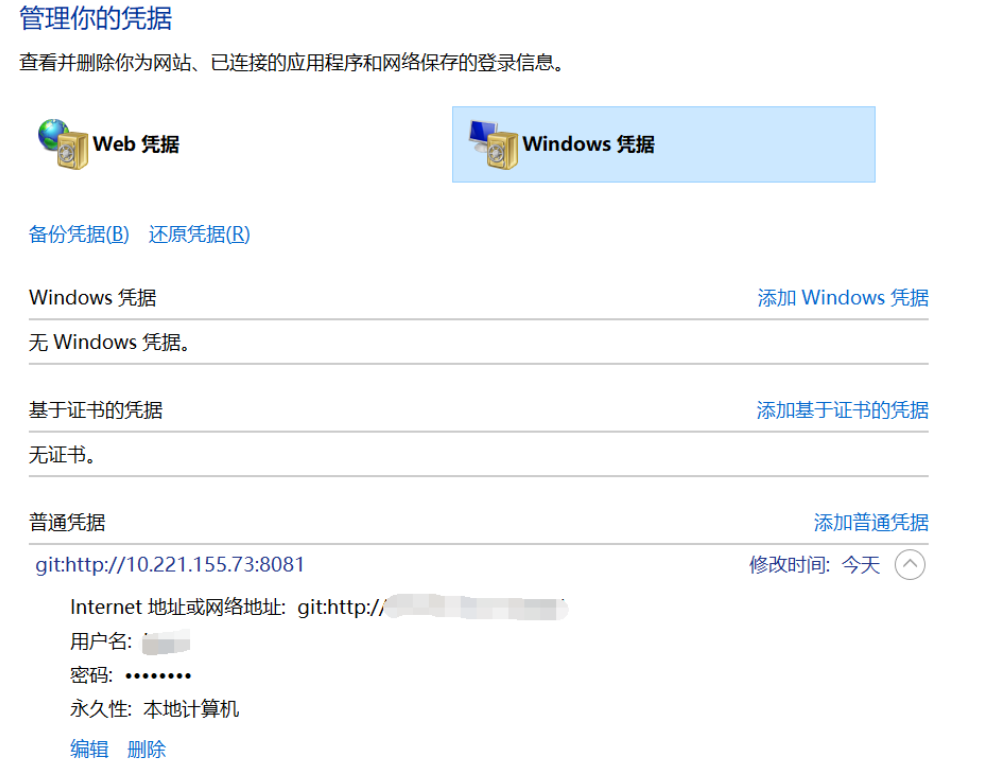 管理你的凭据
查看并删除你为网站、已连接的应用程序和网络保存的登录信息。
Web 凭据
Windows 凭据
备份凭据(B) 还原凭据(R)
Windows 凭据 添加 Windows 凭据
无 Windows 凭据。
基于证书的凭据 添加基于证书的凭据
无证书。
普通凭据 添加普通凭据
git:http://10.221.155.73:8081 修改时间: 今天
Internet 地址或网络地址: git:http://
用户名:
密码: ••••••••
永久性: 本地计算机
编辑 删除